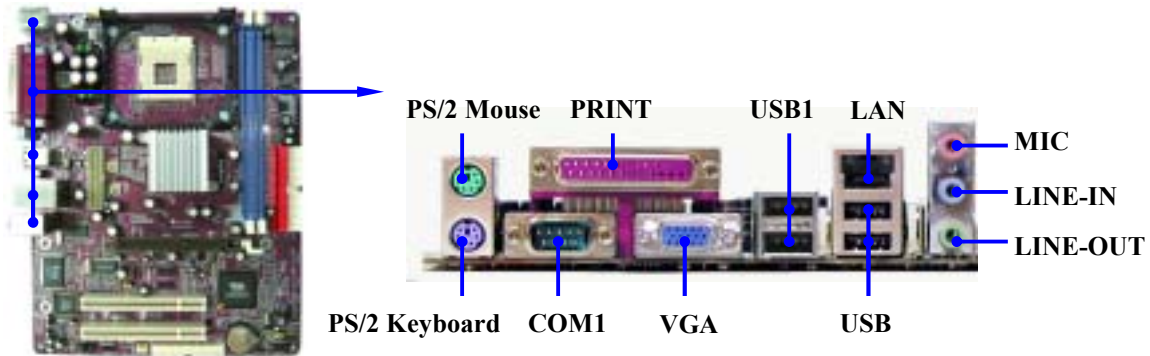 PS/2 Mouse PRINT USB1 LAN
MIC
LINE-IN
LINE-OUT
PS/2 Keyboard COM1 VGA USB